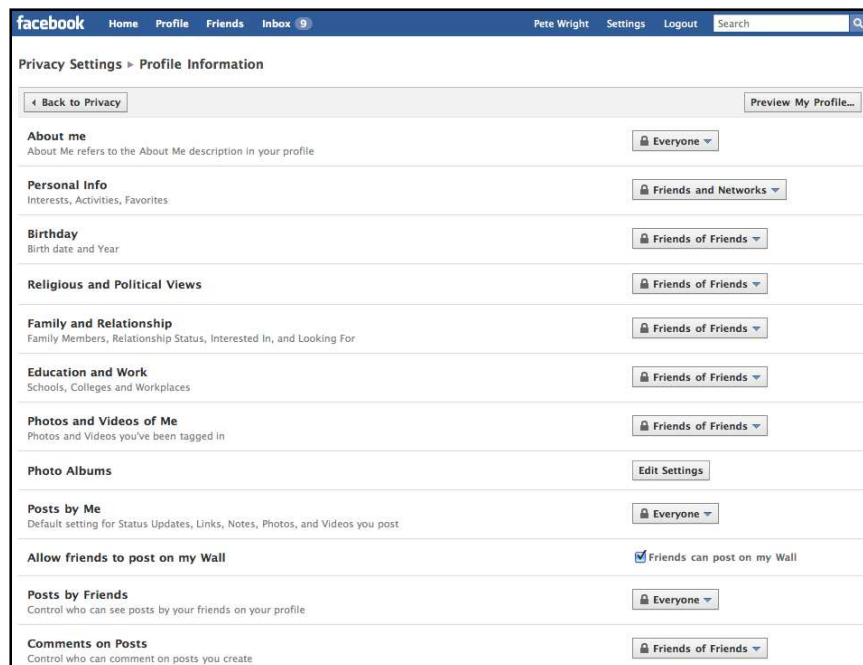 facebook Home Profile Friends Inbox 9 Pete Wright Settings Logout Search
Privacy Settings ▸ Profile Information
Back to Privacy Preview My Profile...
About me
About Me refers to the About Me description in your profile
Everyone
Personal Info
Interests, Activities, Favorites
Friends and Networks
Birthday
Birth date and Year
Friends of Friends
Religious and Political Views
Friends of Friends
Family and Relationship
Family Members, Relationship Status, Interested In, and Looking For
Friends of Friends
Education and Work
Schools, Colleges and Workplaces
Friends of Friends
Photos and Videos of Me
Photos and Videos you've been tagged in
Friends of Friends
Photo Albums
Edit Settings
Posts by Me
Default setting for Status Updates, Links, Notes, Photos, and Videos you post
Everyone
Allow friends to post on my Wall
Friends can post on my Wall
Posts by Friends
Control who can see posts by your friends on your profile
Everyone
Comments on Posts
Control who can comment on posts you create
Friends of Friends